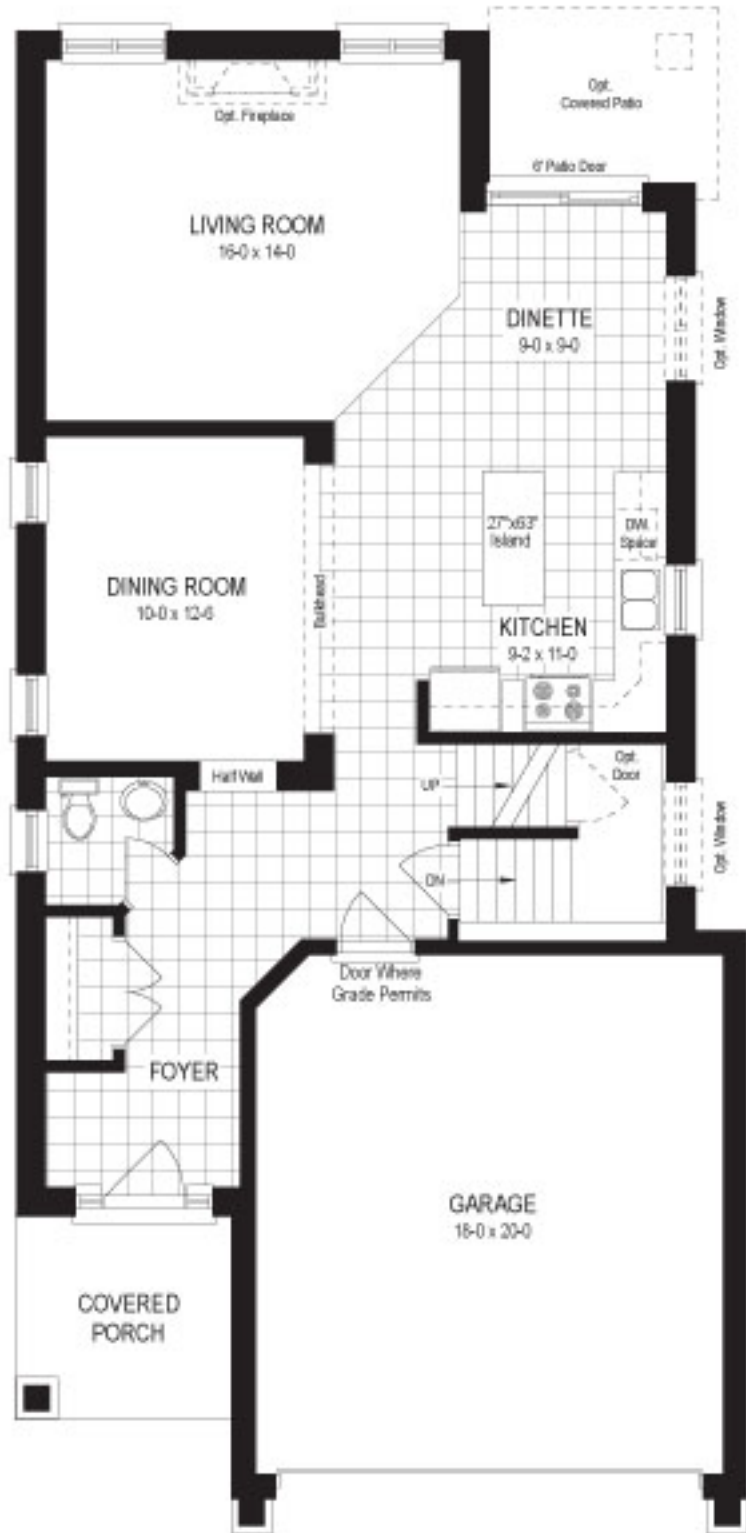 Opt.
Covered Patio
Opt. Fireplace
6' Patio Door
LIVING ROOM
16-0 x 14-0
DINETTE
9-0 x 9-0
Opt. Window
27"x63"
Island
DW.
Spacer
DINING ROOM
10-0 x 12-6
Bulkhead
KITCHEN
9-2 x 11-0
Half Wall
UP
Opt.
Door
Opt. Window
DN
Door Where
Grade Permits
FOYER
GARAGE
18-0 x 20-0
COVERED
PORCH